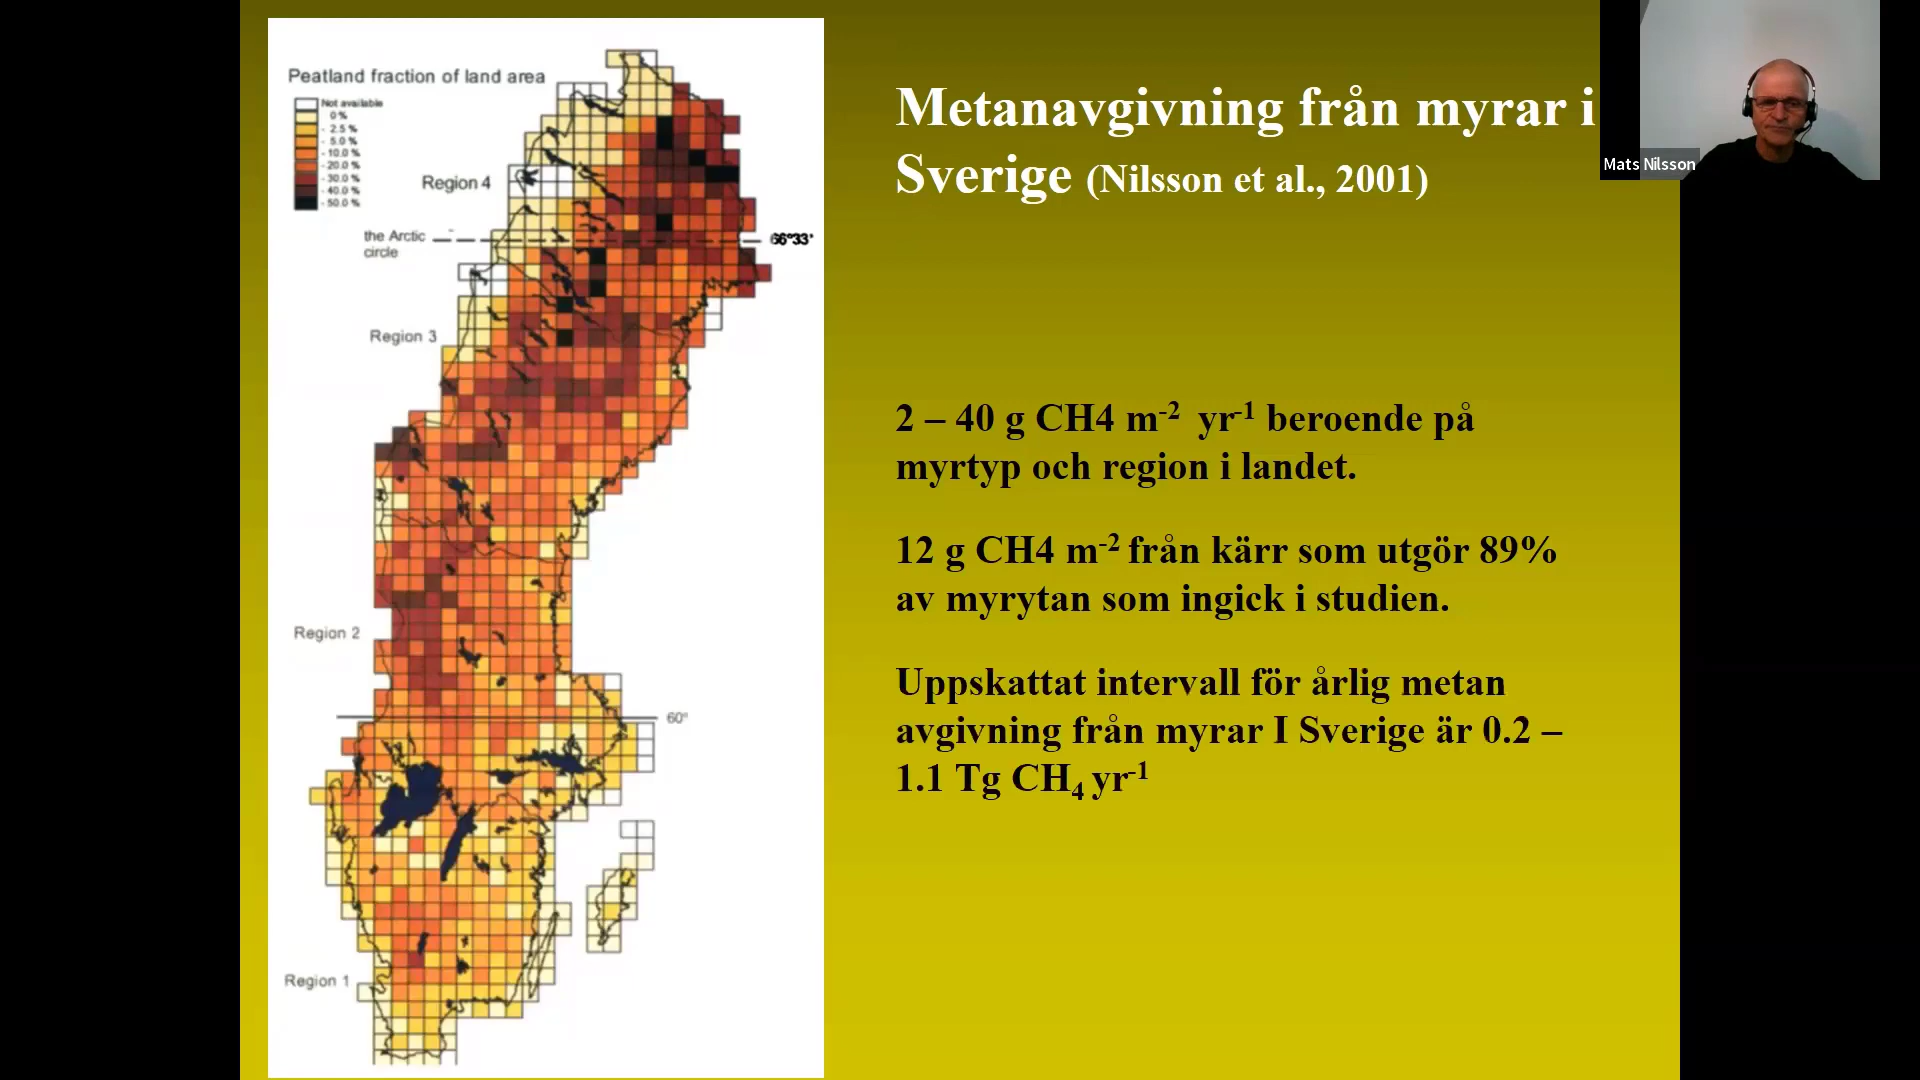 Peatland fraction of land area
Not available
0 %
- 2.5 %
- 5.0 %
- 10.0 %
- 20.0 %
- 30.0 %
- 40.0 %
- 50.0 %
Region 4
the Arctic
circle
66°33'
Region 3
Region 2
60°
Region 1
Metanavgivning från myrar i
Sverige (Nilsson et al., 2001)
2 – 40 g CH4 m-2 yr-1 beroende på
myrtyp och region i landet.
12 g CH4 m-2 från kärr som utgör 89%
av myrytan som ingick i studien.
Uppskattat intervall för årlig metan
avgivning från myrar I Sverige är 0.2 –
1.1 Tg CH4 yr-1
Mats Nilsson